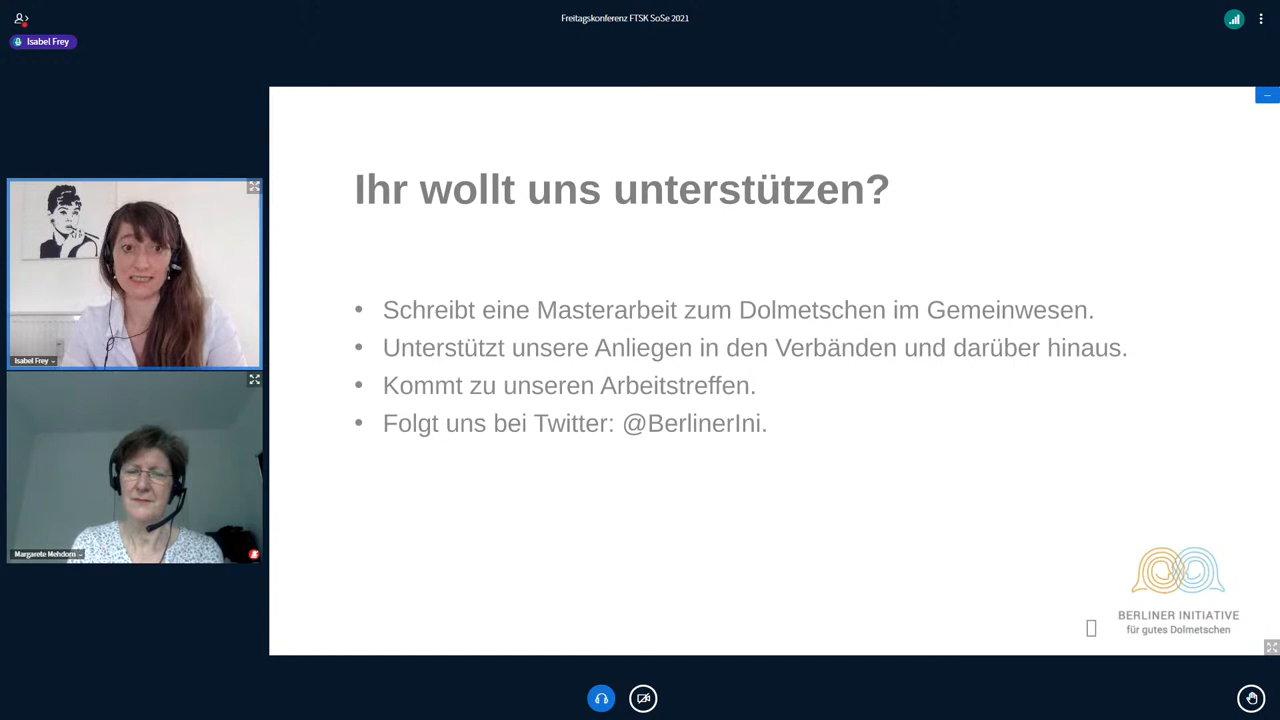 Freitagskonferenz FTSK SoSe 2021
Isabel Frey
Ihr wollt uns unterstützen?
• Schreibt eine Masterarbeit zum Dolmetschen im Gemeinwesen.
• Unterstützt unsere Anliegen in den Verbänden und darüber hinaus.
• Kommt zu unseren Arbeitstreffen.
• Folgt uns bei Twitter: @BerlinerIni.
Isabel Frey
Margarete Mehdorn
BERLINER INITIATIVE
für gutes Dolmetschen